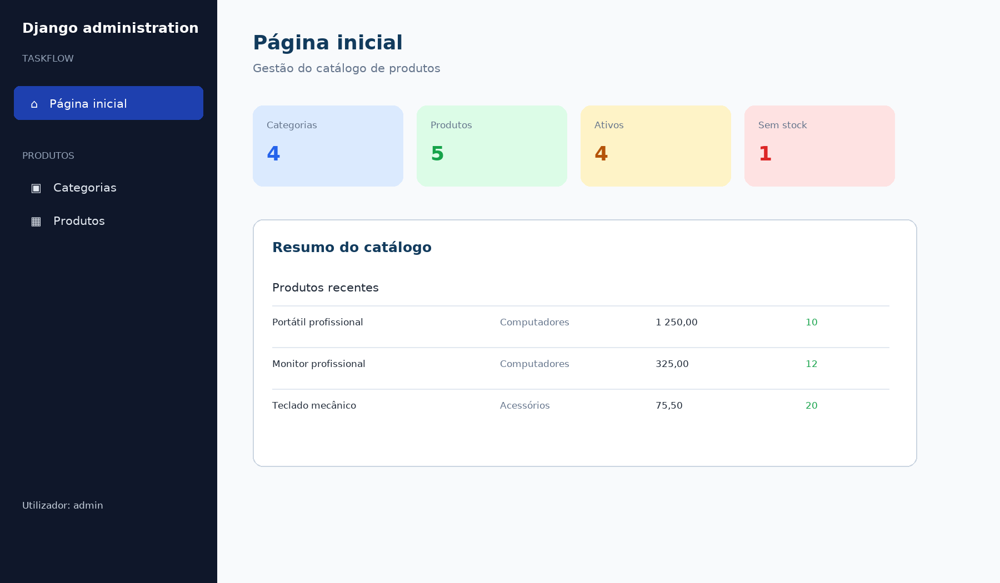 Django administration
TASKFLOW
Página inicial
PRODUTOS
Categorias
Produtos
Utilizador: admin
Página inicial
Gestão do catálogo de produtos
Categorias
4
Produtos
5
Ativos
4
Sem stock
1
Resumo do catálogo
Produtos recentes
Portátil profissional Computadores 1 250,00 10
Monitor profissional Computadores 325,00 12
Teclado mecânico Acessórios 75,50 20